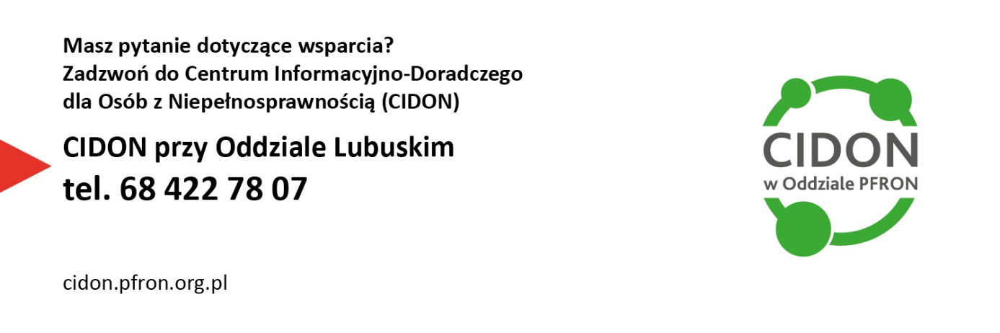 Masz pytanie dotyczące wsparcia?
Zadzwoń do Centrum Informacyjno-Doradczego
dla Osób z Niepełnosprawnością (CIDON)
CIDON przy Oddziale Lubuskim
tel. 68 422 78 07
cidon.pfron.org.pl
CIDON
w Oddziale PFRON